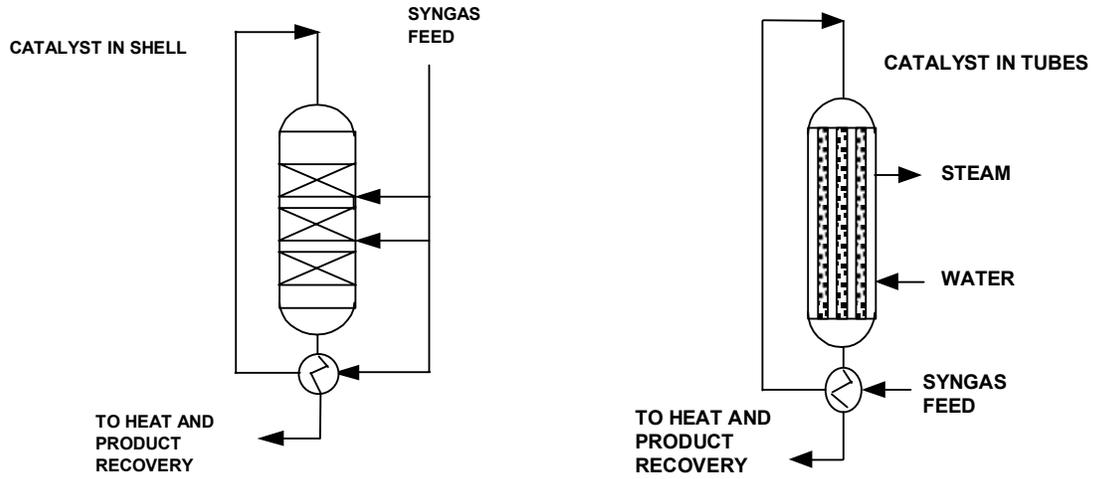 SYNGAS
FEED
CATALYST IN SHELL
TO HEAT AND
PRODUCT
RECOVERY
CATALYST IN TUBES
STEAM
WATER
SYNGAS
FEED
TO HEAT AND
PRODUCT
RECOVERY